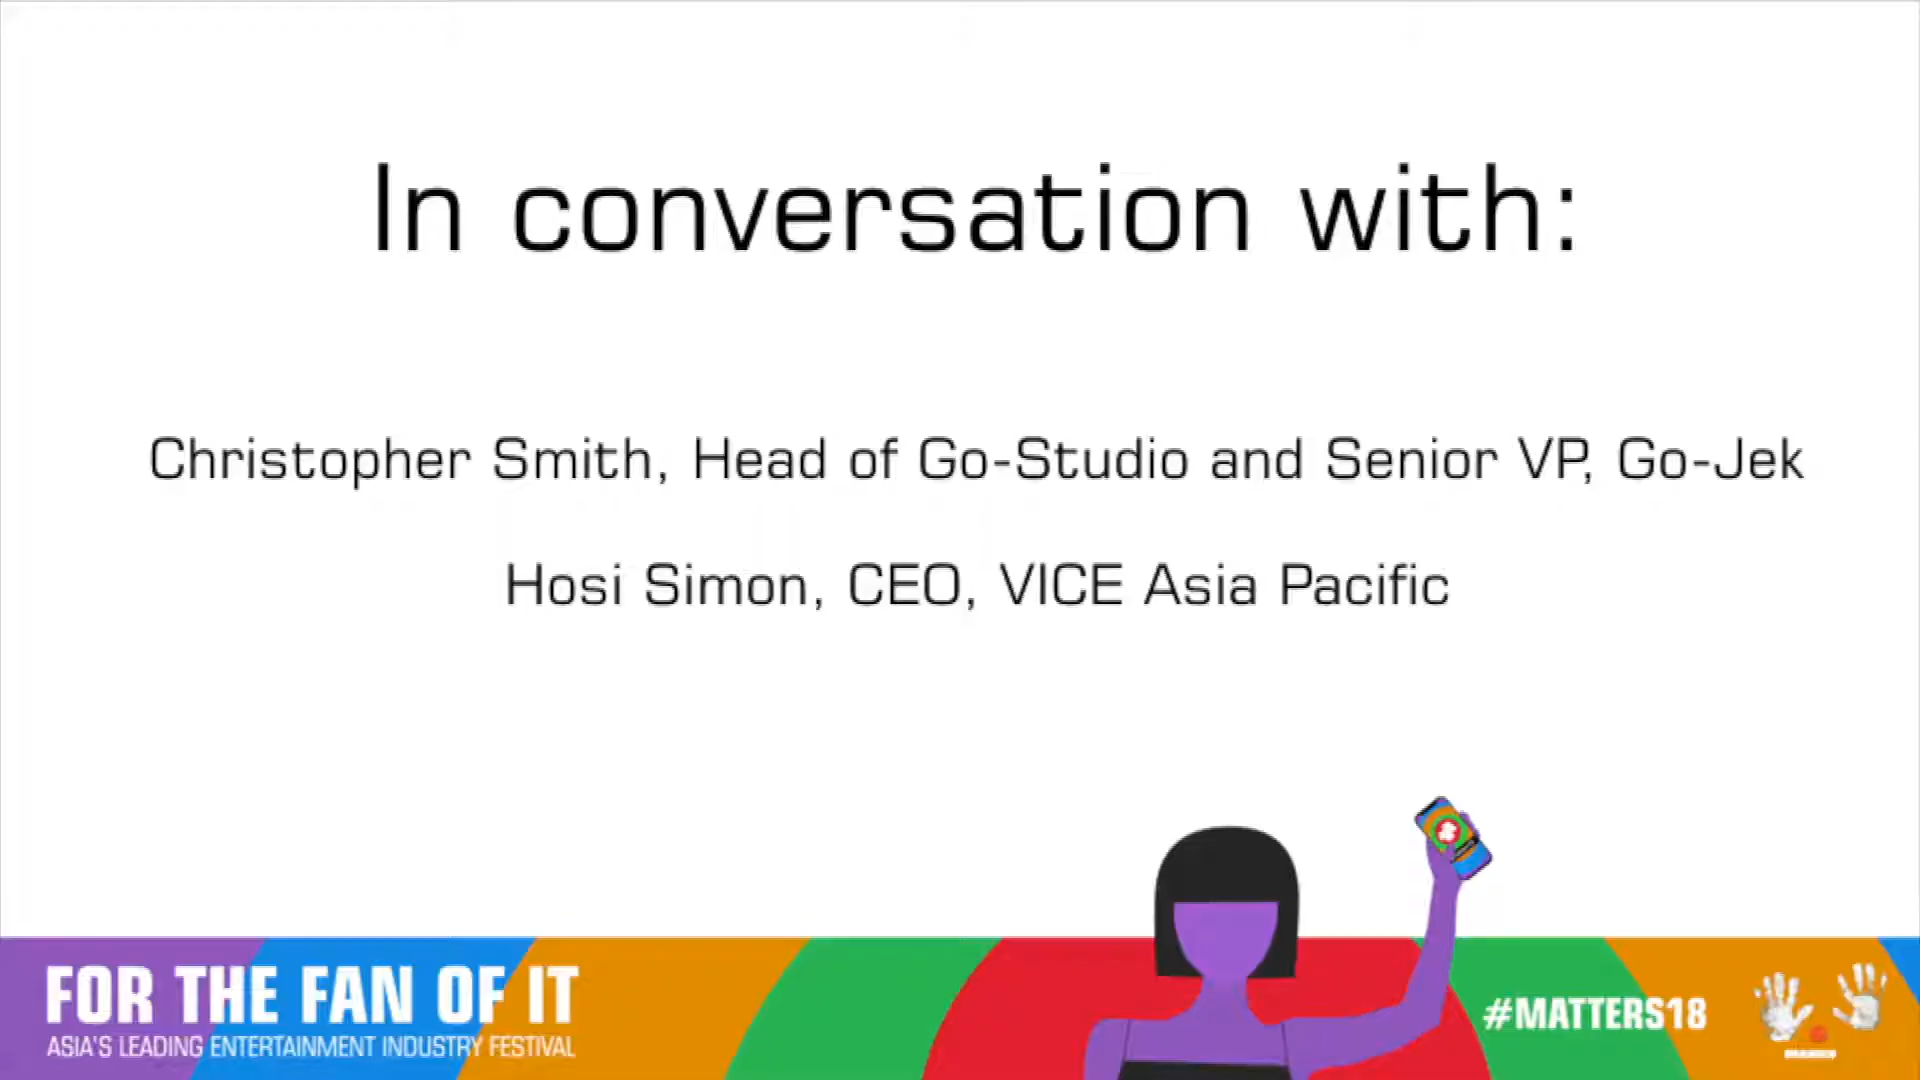 In conversation with:
Christopher Smith, Head of Go-Studio and Senior VP, Go-Jek
Hosi Simon, CEO, VICE Asia Pacific
FOR THE FAN OF IT
ASIA'S LEADING ENTERTAINMENT INDUSTRY FESTIVAL
#MATTERS18